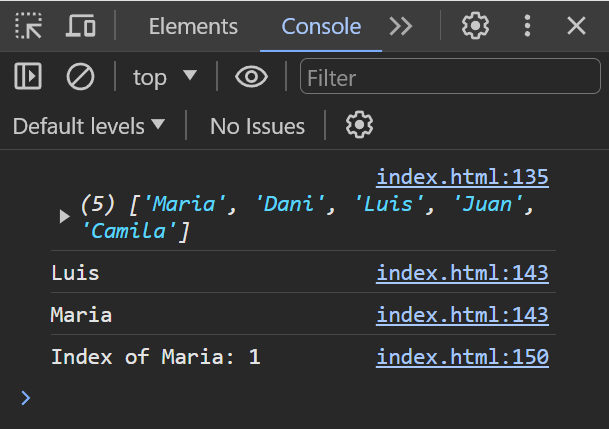 Elements Console
top Filter
Default levels No Issues
index.html:135
(5) ['Maria', 'Dani', 'Luis', 'Juan',
'Camila']
Luis index.html:143
Maria index.html:143
Index of Maria: 1 index.html:150